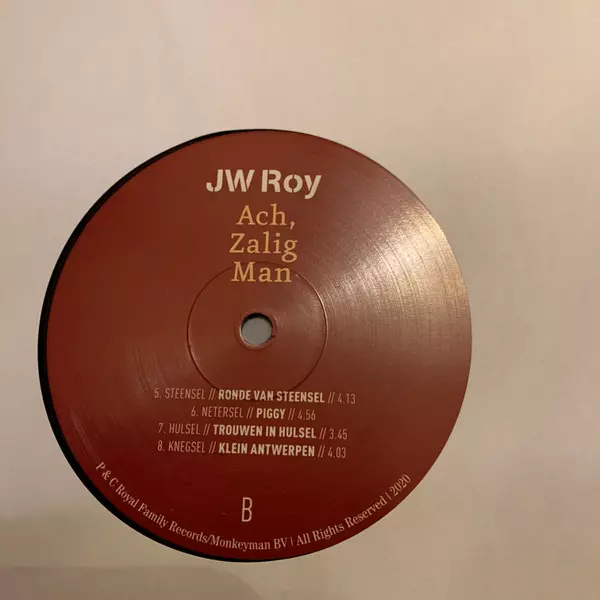 JW Roy
Ach,
Zalig
Man
5. STEENSEL // RONDE VAN STEENSEL // 4.13
6. NETERSEL // PIGGY // 4.56
7. HULSEL // TROUWEN IN HULSEL // 3.45
8. KNEGSEL // KLEIN ANTWERPEN // 4.03
B
P & C Royal Family Records/Monkeyman BV | All Rights Reserved | 2020